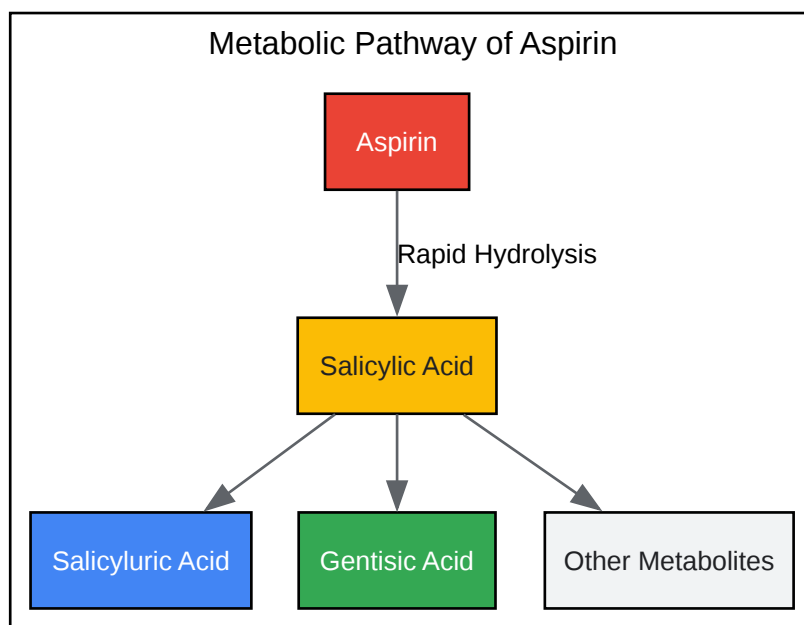 Metabolic Pathway of Aspirin
Aspirin
Rapid Hydrolysis
Salicylic Acid
Salicyluric Acid
Gentisic Acid
Other Metabolites